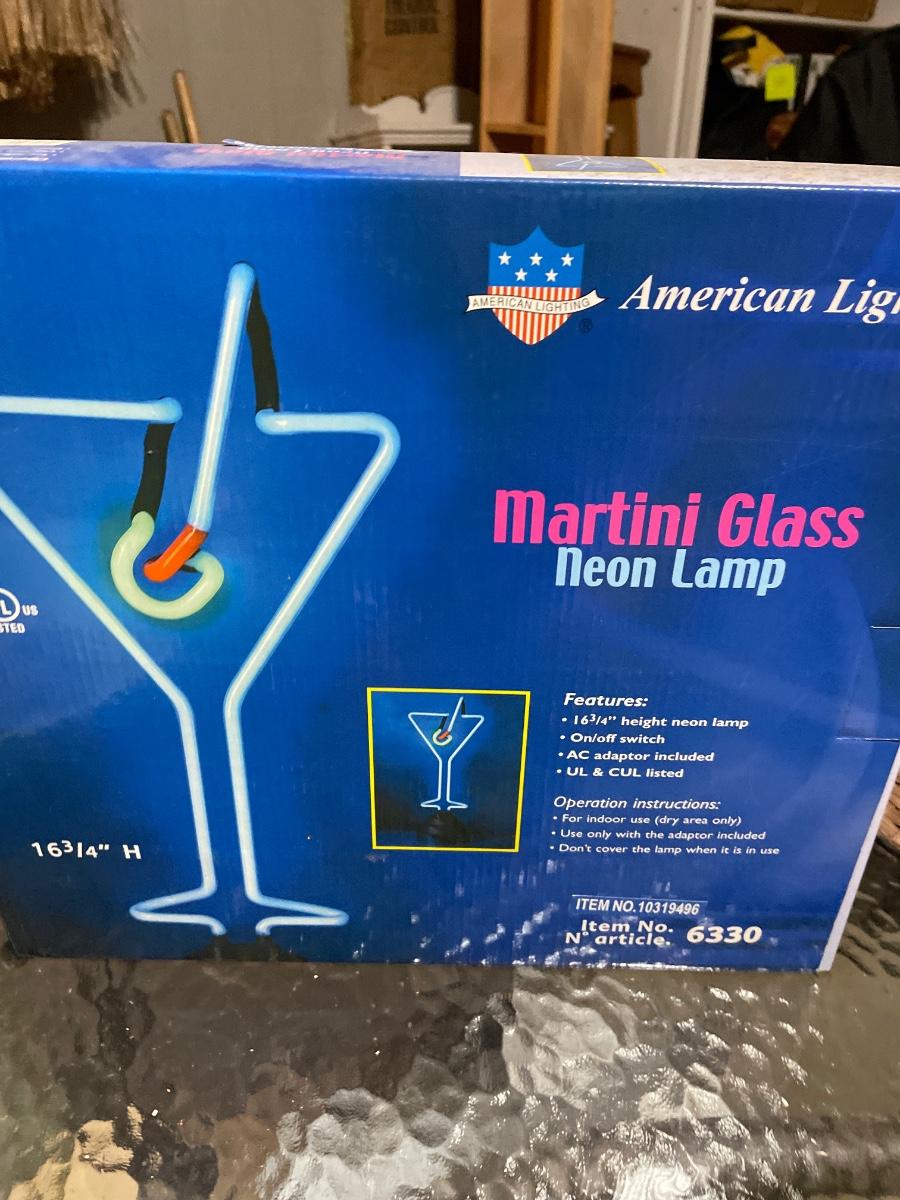 AMERICAN LIGHTING
®
American Ligh
Martini Glass
Neon Lamp
L US
STED
Features:
• 16 3/4" height neon lamp
• On/off switch
• AC adaptor included
• UL & CUL listed
Operation instructions:
• For indoor use (dry area only)
• Use only with the adaptor included
• Don't cover the lamp when it is in use
16 3/4" H
ITEM NO.10319496
Item No.
N° article. 6330